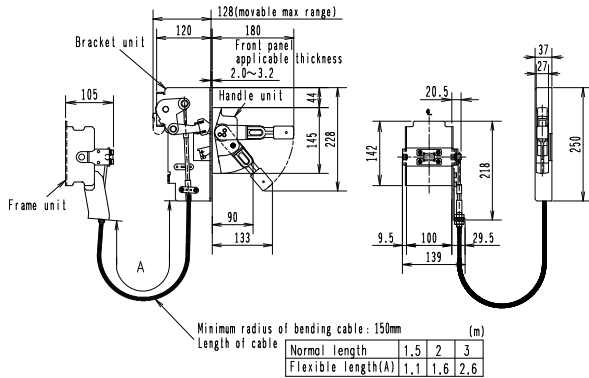 128(movable max range)
120
180
Bracket unit
Front panel
applicable thickness
2.0～3.2
Handle unit
44
145
228
105
Frame unit
90
133
A
Minimum radius of bending cable: 150mm
Length of cable
37
27
20.5
℄
142
218
250
9.5
100
29.5
139
(m)
Normal length 1.5 2 3
Flexible length(A) 1.1 1.6 2.6